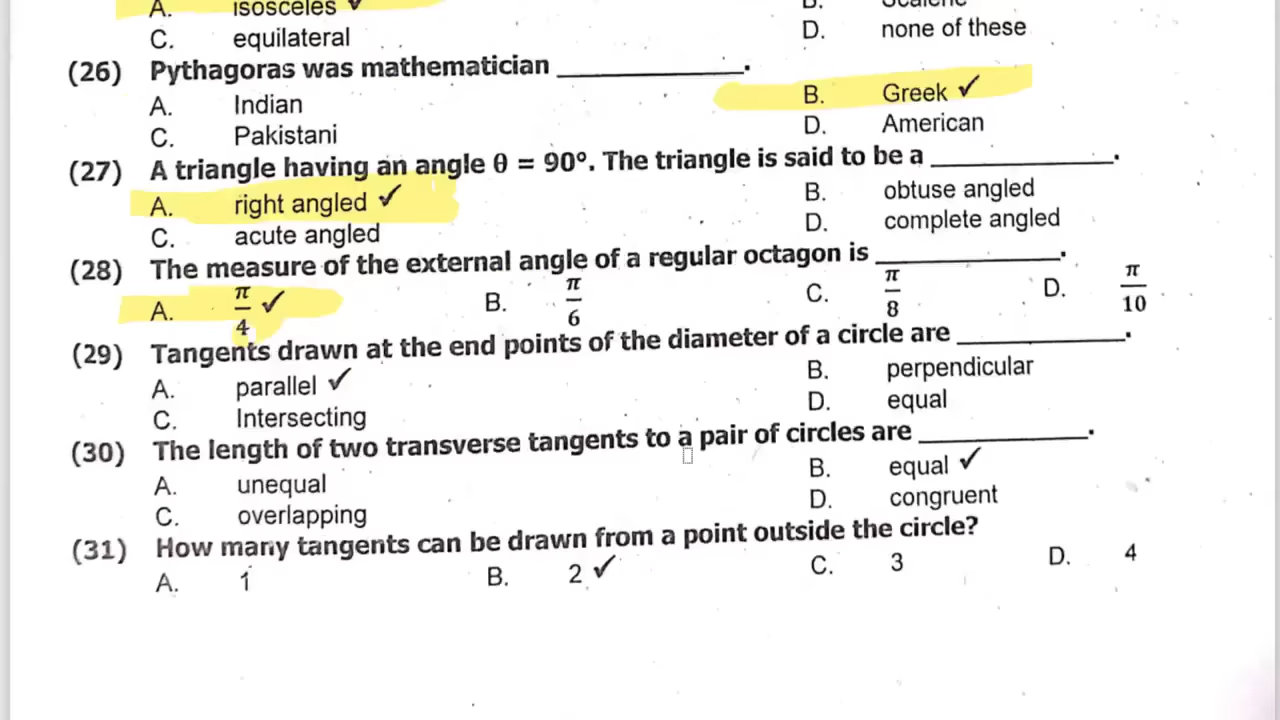 A. isosceles ✓ B. Scalene
C. equilateral D. none of these
(26) Pythagoras was mathematician ____________.
A. Indian B. Greek ✓
C. Pakistani D. American
(27) A triangle having an angle θ = 90°. The triangle is said to be a ____________.
A. right angled ✓ B. obtuse angled
C. acute angled D. complete angled
(28) The measure of the external angle of a regular octagon is ____________.
A. π/4 ✓ B. π/6 C. π/8 D. π/10
(29) Tangents drawn at the end points of the diameter of a circle are ____________.
A. parallel ✓ B. perpendicular
C. Intersecting D. equal
(30) The length of two transverse tangents to a pair of circles are ____________.
A. unequal B. equal ✓
C. overlapping D. congruent
(31) How many tangents can be drawn from a point outside the circle?
A. 1 B. 2 ✓ C. 3 D. 4